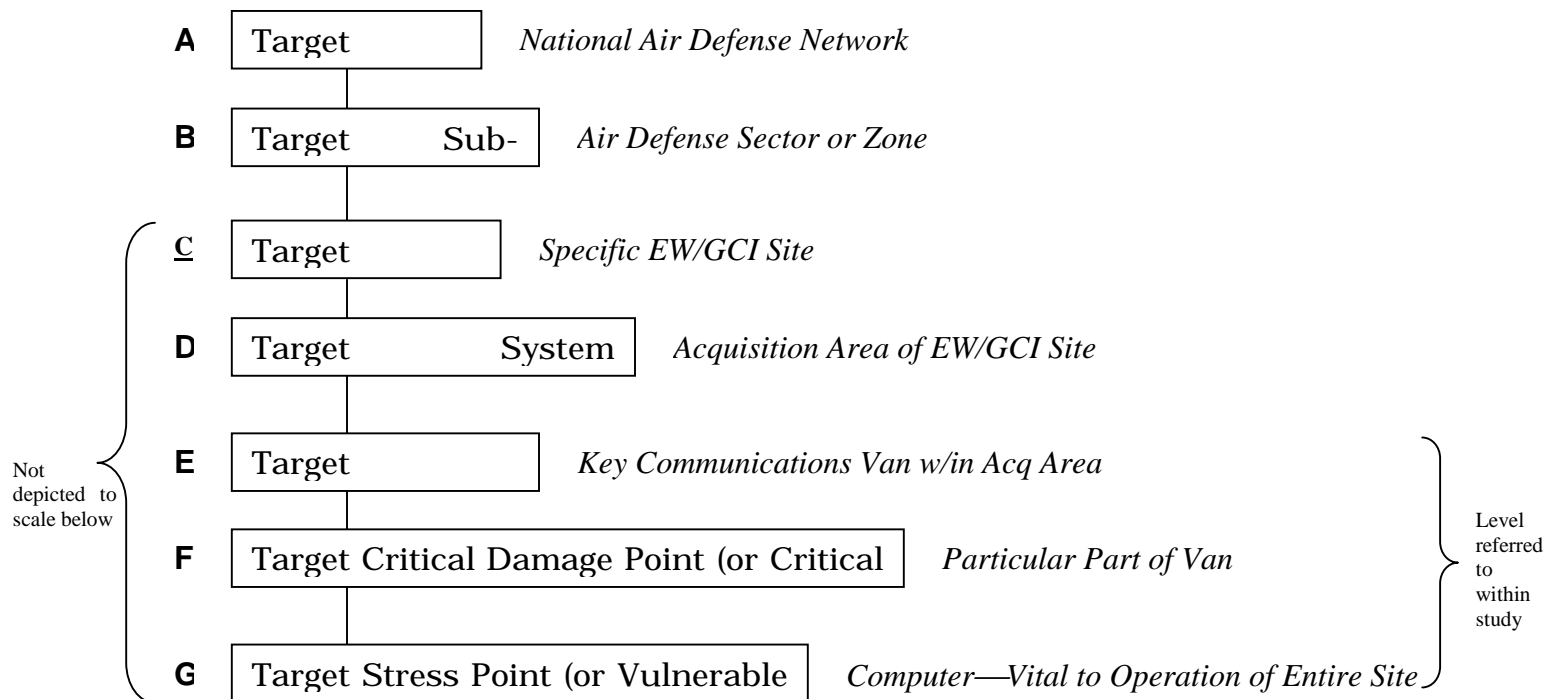 A Target National Air Defense Network
B Target Sub- Air Defense Sector or Zone
C Target Specific EW/GCI Site
D Target System Acquisition Area of EW/GCI Site
E Target Key Communications Van w/in Acq Area
Not
depicted to
scale below
F Target Critical Damage Point (or Critical Particular Part of Van
Level
referred
to
within
study
G Target Stress Point (or Vulnerable Computer—Vital to Operation of Entire Site